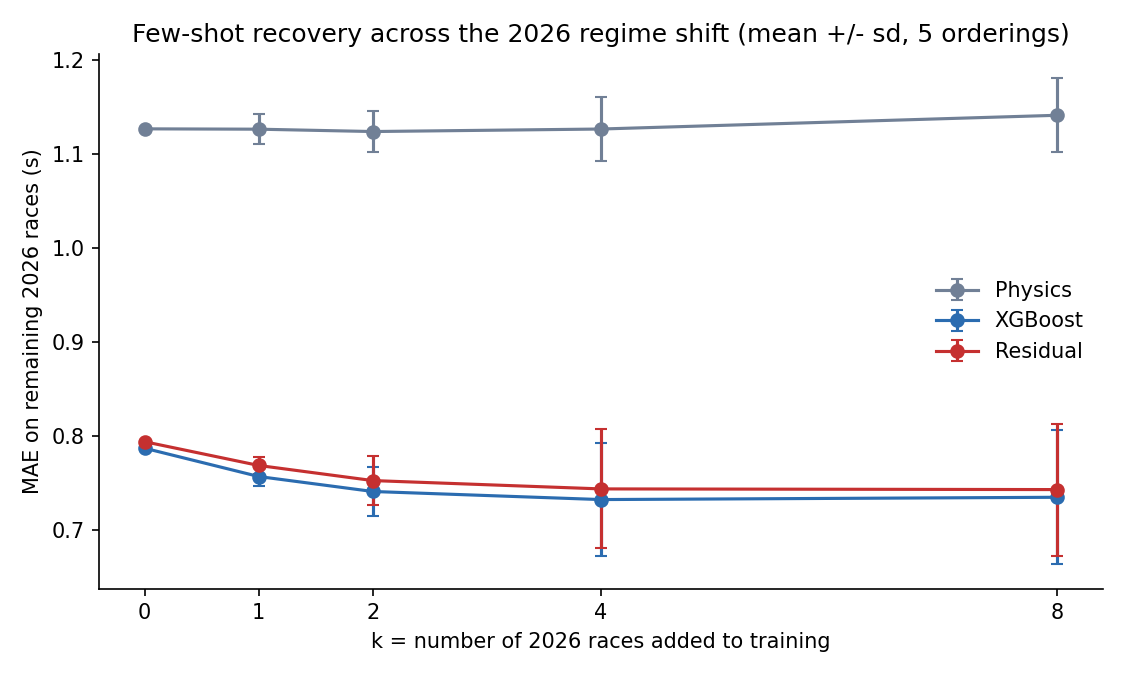 Few-shot recovery across the 2026 regime shift (mean +/- sd, 5 orderings)
1.2
1.1
1.0
0.9
0.8
0.7
MAE on remaining 2026 races (s)
Physics
XGBoost
Residual
0 1 2 4 8
k = number of 2026 races added to training